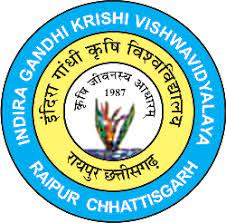 INDIRA GANDHI KRISHI VISHWAVIDYALAYA
RAIPUR CHHATTISGARH
इंदिरा गांधी कृषि विश्वविद्यालय
रायपुर छत्तीसगढ़
कृषि जीवनस्य आधारम्
1987